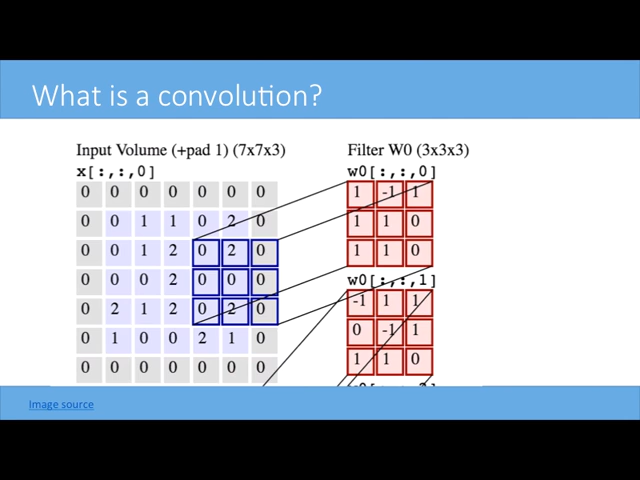 What is a convolution?
Input Volume (+pad 1) (7x7x3)
x[:,:,0]
0 0 0 0 0 0 0
0 0 1 1 0 2 0
0 0 1 2 0 2 0
0 0 0 2 0 0 0
0 2 1 2 0 2 0
0 1 0 0 2 1 0
0 0 0 0 0 0 0
Filter W0 (3x3x3)
w0[:,:,0]
1 -1 1
1 1 0
1 1 0
w0[:,:,1]
-1 1 1
0 -1 1
1 1 0
Image source